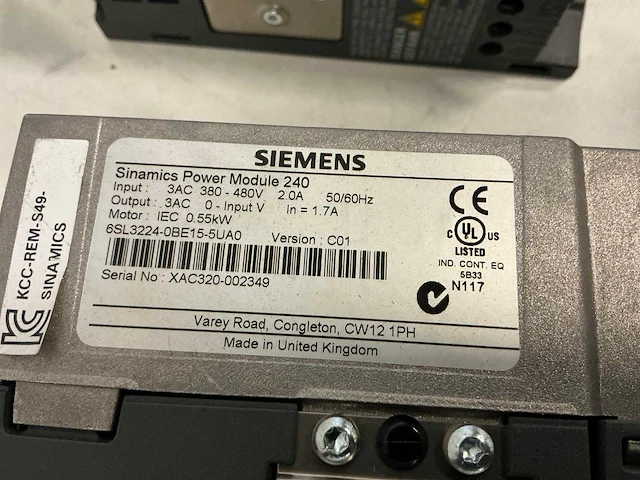 SIEMENS
Sinamics Power Module 240
Input : 3AC 380 - 480V 2.0A 50/60Hz
Output : 3AC 0 - Input V In = 1.7A
Motor : IEC 0.55kW
6SL3224-0BE15-5UA0 Version : C01
Serial No : XAC320-002349
CE
c UL US
LISTED
IND. CONT. EQ
5B33
N117
Varey Road, Congleton, CW12 1PH
Made in United Kingdom
KCC-REM-S49-
SINAMICS